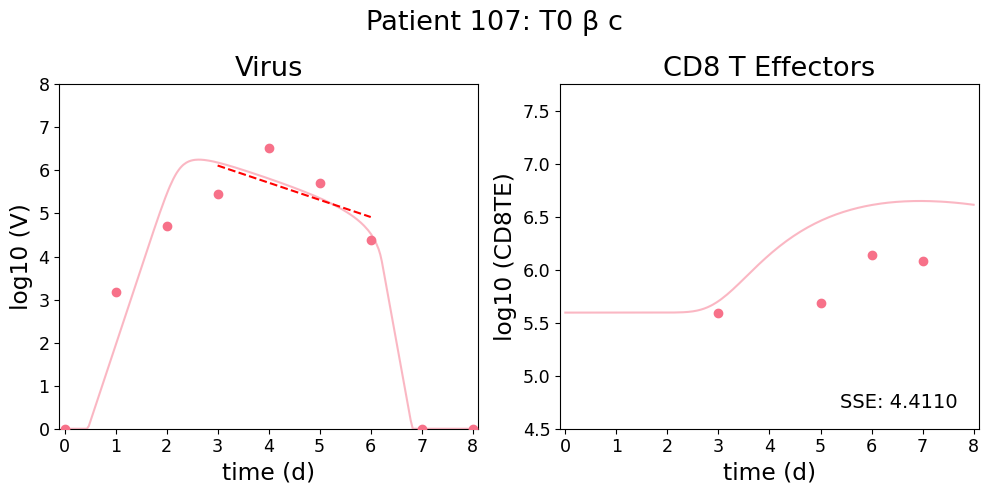 Patient 107: T0 β c
Virus
CD8 T Effectors
log10 (V)
8
7
6
5
4
3
2
1
0
0 1 2 3 4 5 6 7 8
time (d)
log10 (CD8TE)
7.5
7.0
6.5
6.0
5.5
5.0
4.5
SSE: 4.4110
0 1 2 3 4 5 6 7 8
time (d)